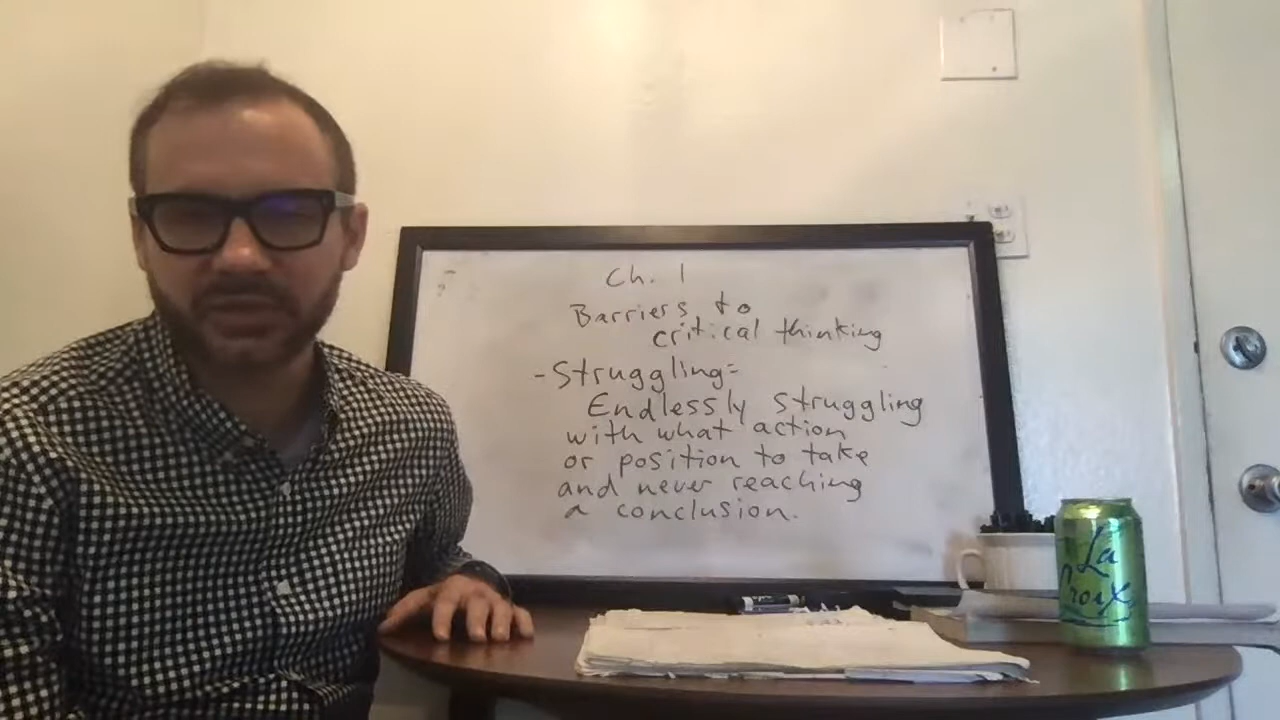 Ch. 1
Barriers to
critical thinking
- Struggling=
Endlessly struggling
with what action
or position to take
and never reaching
a conclusion.
La
Croix